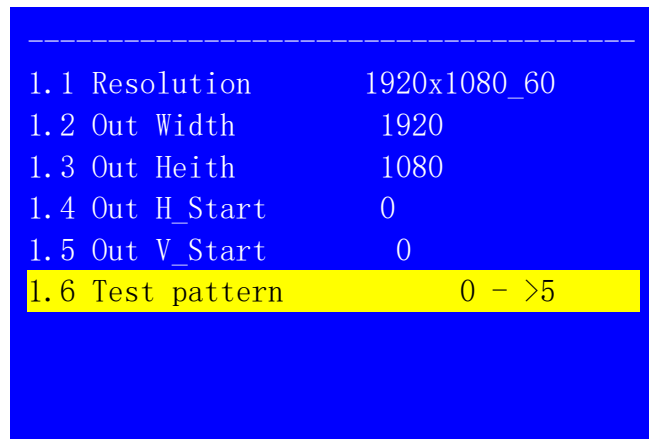 --------------------------------------
1.1 Resolution 1920x1080_60
1.2 Out Width 1920
1.3 Out Heith 1080
1.4 Out H_Start 0
1.5 Out V_Start 0
1.6 Test pattern 0 - >5